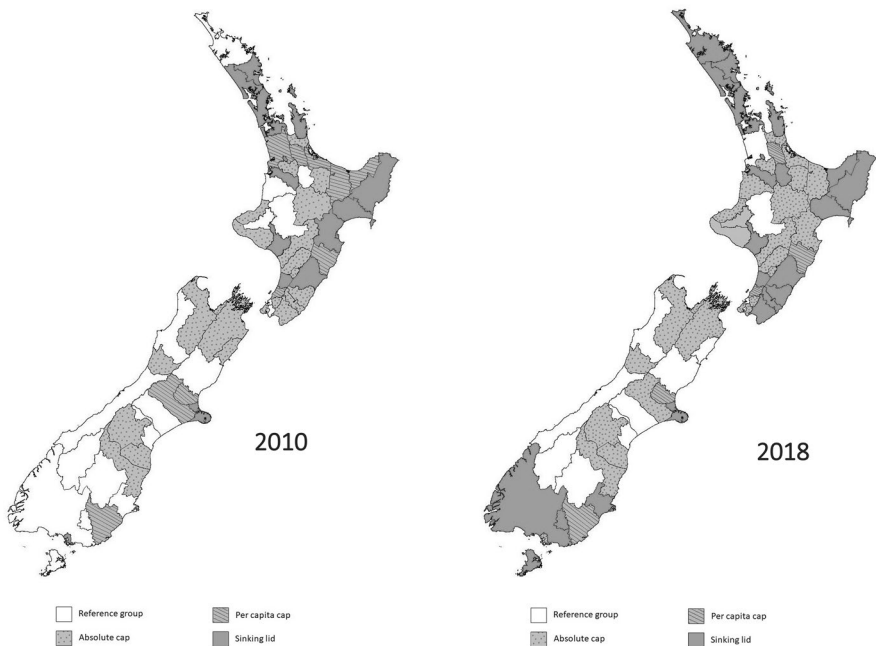 2010
2018
Reference group
Per capita cap
Absolute cap
Sinking lid
Reference group
Per capita cap
Absolute cap
Sinking lid